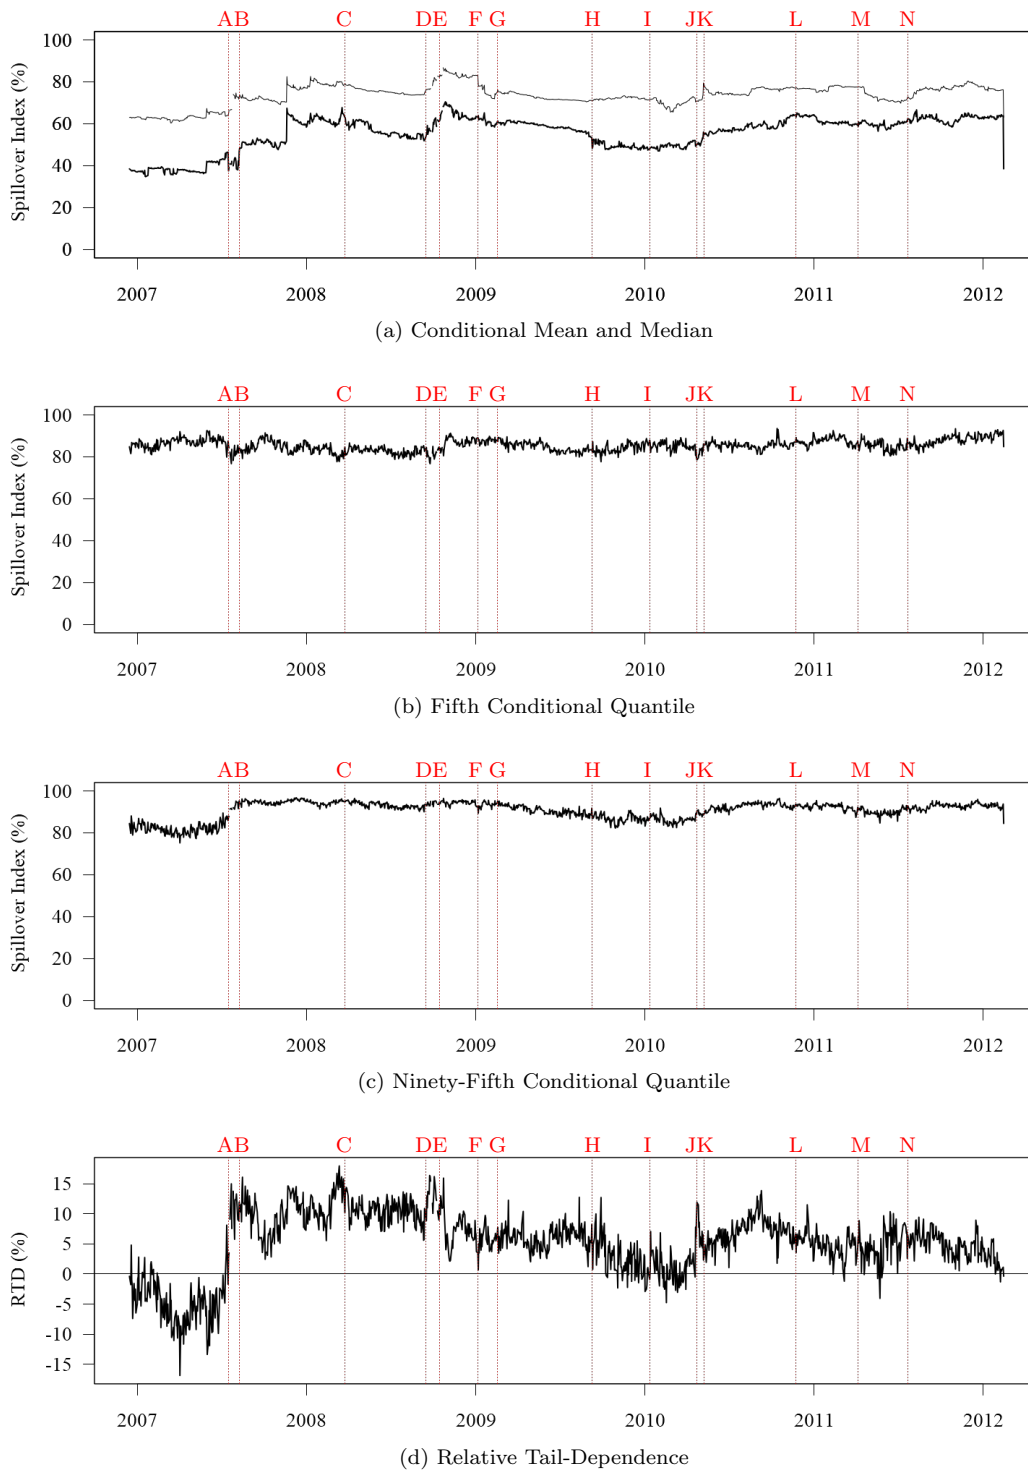 A B C D E F G H I J K L M N
100
80
60
40
20
0
Spillover Index (%)
2007 2008 2009 2010 2011 2012
(a) Conditional Mean and Median
A B C D E F G H I J K L M N
100
80
60
40
20
0
Spillover Index (%)
2007 2008 2009 2010 2011 2012
(b) Fifth Conditional Quantile
A B C D E F G H I J K L M N
100
80
60
40
20
0
Spillover Index (%)
2007 2008 2009 2010 2011 2012
(c) Ninety-Fifth Conditional Quantile
A B C D E F G H I J K L M N
15
10
5
0
-5
-10
-15
RTD (%)
2007 2008 2009 2010 2011 2012
(d) Relative Tail-Dependence